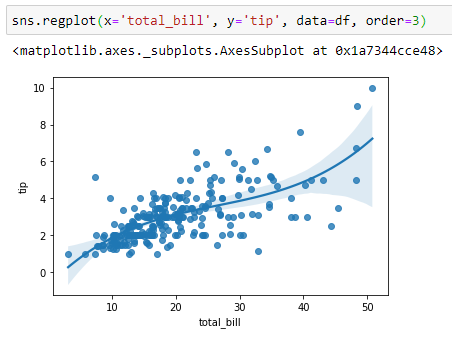 sns.regplot(x='total_bill', y='tip', data=df, order=3)
<matplotlib.axes._subplots.AxesSubplot at 0x1a7344cce48>
10
8
6
4
2
0
tip
10 20 30 40 50
total_bill